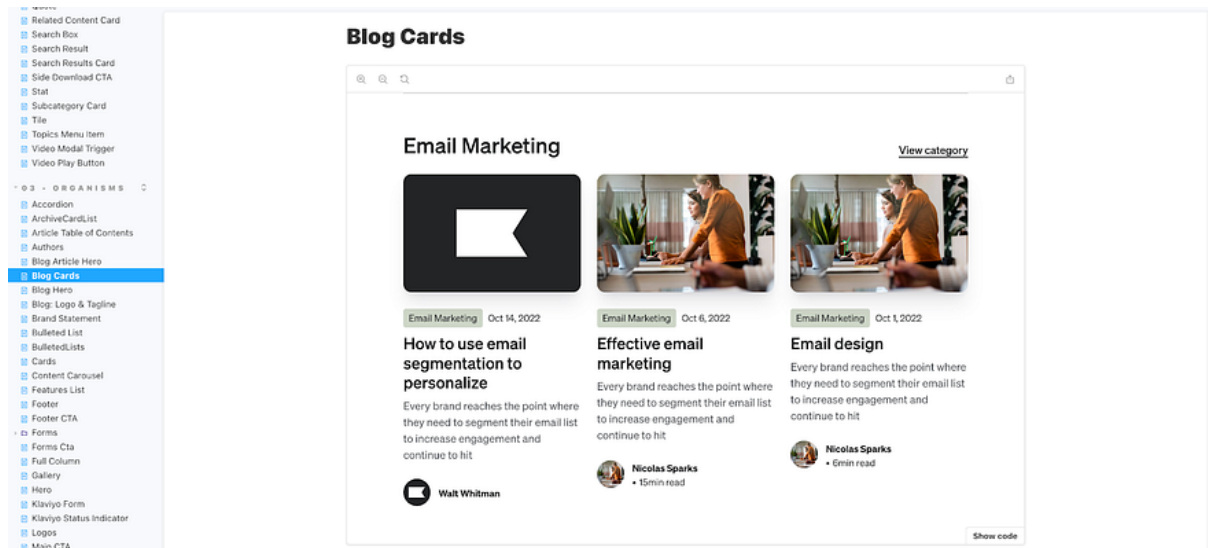 Quote
Related Content Card
Search Box
Search Result
Search Results Card
Side Download CTA
Stat
Subcategory Card
Tile
Topics Menu Item
Video Modal Trigger
Video Play Button
03 - ORGANISMS
Accordion
ArchiveCardList
Article Table of Contents
Authors
Blog Article Hero
Blog Cards
Blog Hero
Blog: Logo & Tagline
Brand Statement
Bulleted List
BulletedLists
Cards
Content Carousel
Features List
Footer
Footer CTA
Forms
Forms Cta
Full Column
Gallery
Hero
Klaviyo Form
Klaviyo Status Indicator
Logos
Main CTA
Blog Cards
Email Marketing
View category
Email Marketing Oct 14, 2022
How to use email
segmentation to
personalize
Every brand reaches the point where
they need to segment their email list
to increase engagement and
continue to hit
Walt Whitman
Email Marketing Oct 6, 2022
Effective email
marketing
Every brand reaches the point where
they need to segment their email list
to increase engagement and
continue to hit
Nicolas Sparks
• 15min read
Email Marketing Oct 1, 2022
Email design
Every brand reaches the point where
they need to segment their email list
to increase engagement and
continue to hit
Nicolas Sparks
• 6min read
Show code